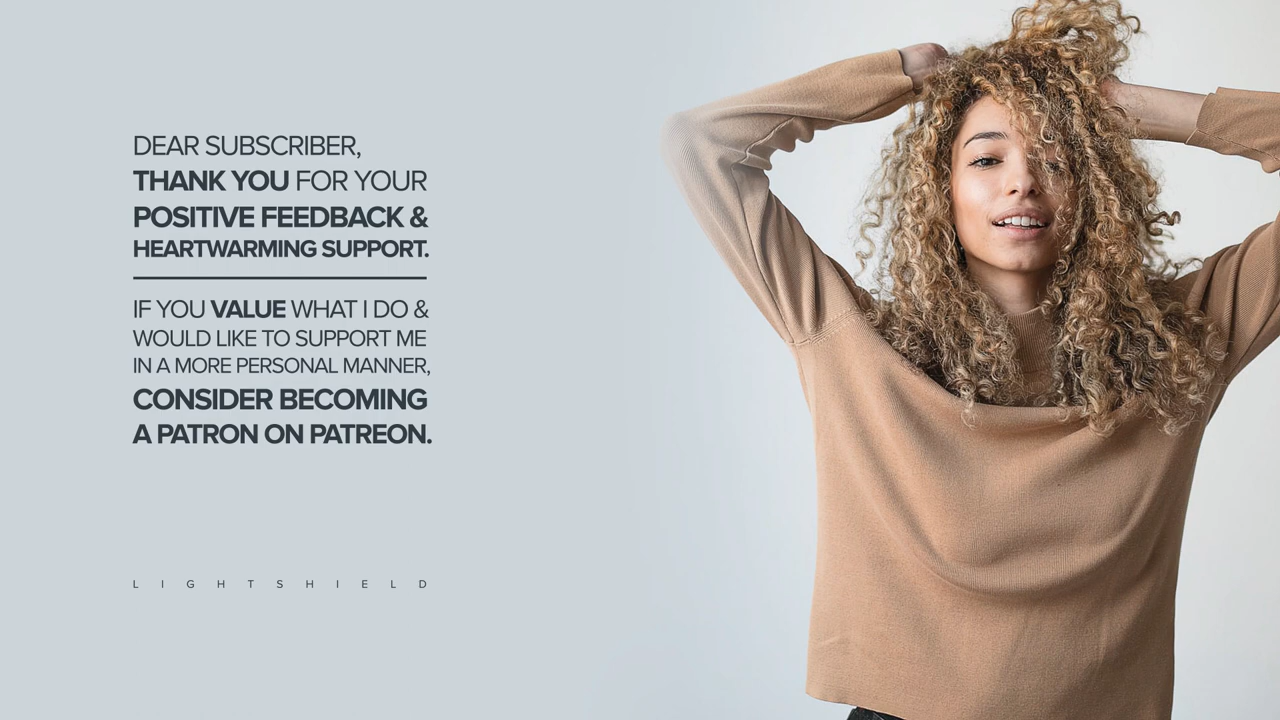 DEAR SUBSCRIBER,
THANK YOU FOR YOUR
POSITIVE FEEDBACK &
HEARTWARMING SUPPORT.
IF YOU VALUE WHAT I DO &
WOULD LIKE TO SUPPORT ME
IN A MORE PERSONAL MANNER,
CONSIDER BECOMING
A PATRON ON PATREON.
LIGHTSHIELD